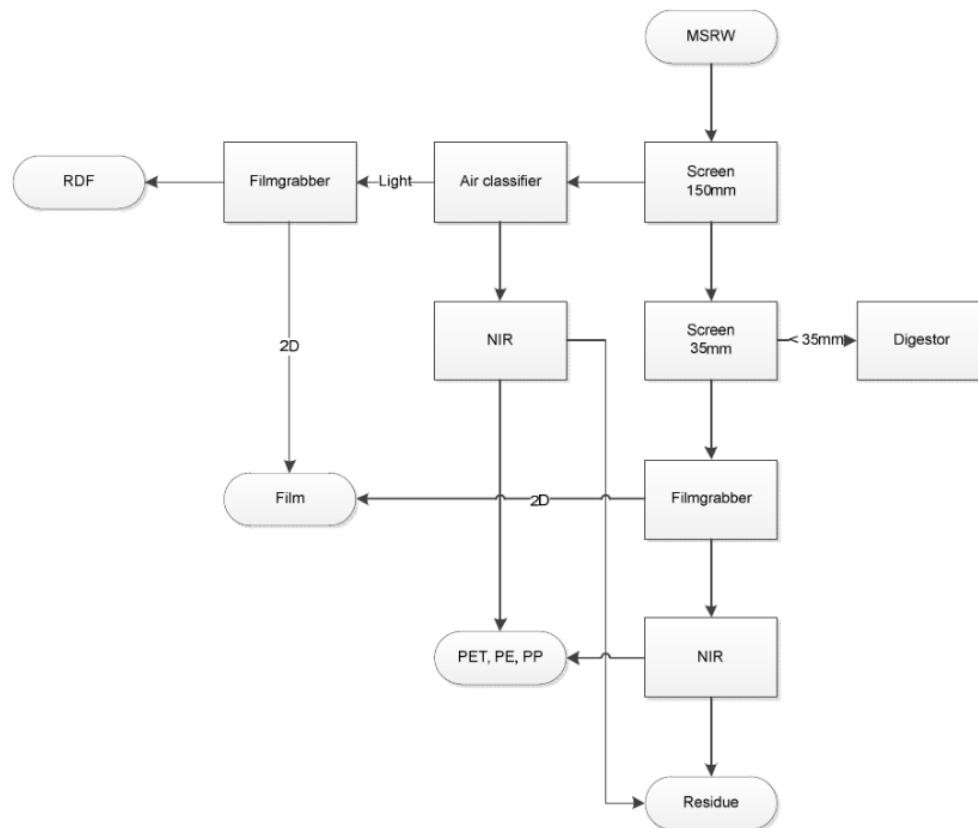 MSRW
RDF
Filmgrabber
Light
Air classifier
Screen
150mm
2D
NIR
Screen
35mm
< 35mm
Digestor
Film
2D
Filmgrabber
PET, PE, PP
NIR
Residue